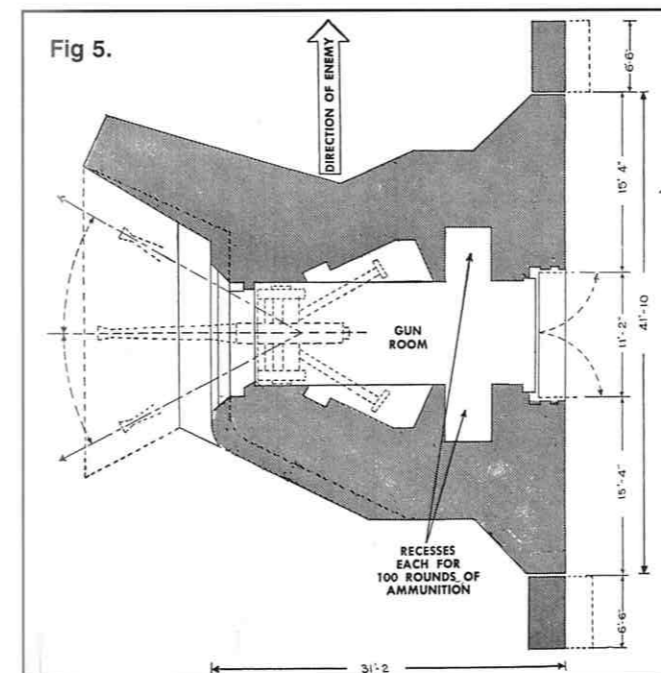 Fig 5.
DIRECTION OF ENEMY
6'-6"
15' 4"
11'-2"
41'-10
15'-4"
6'-6"
GUN
ROOM
RECESSES
EACH FOR
100 ROUNDS OF
AMMUNITION
31'-2